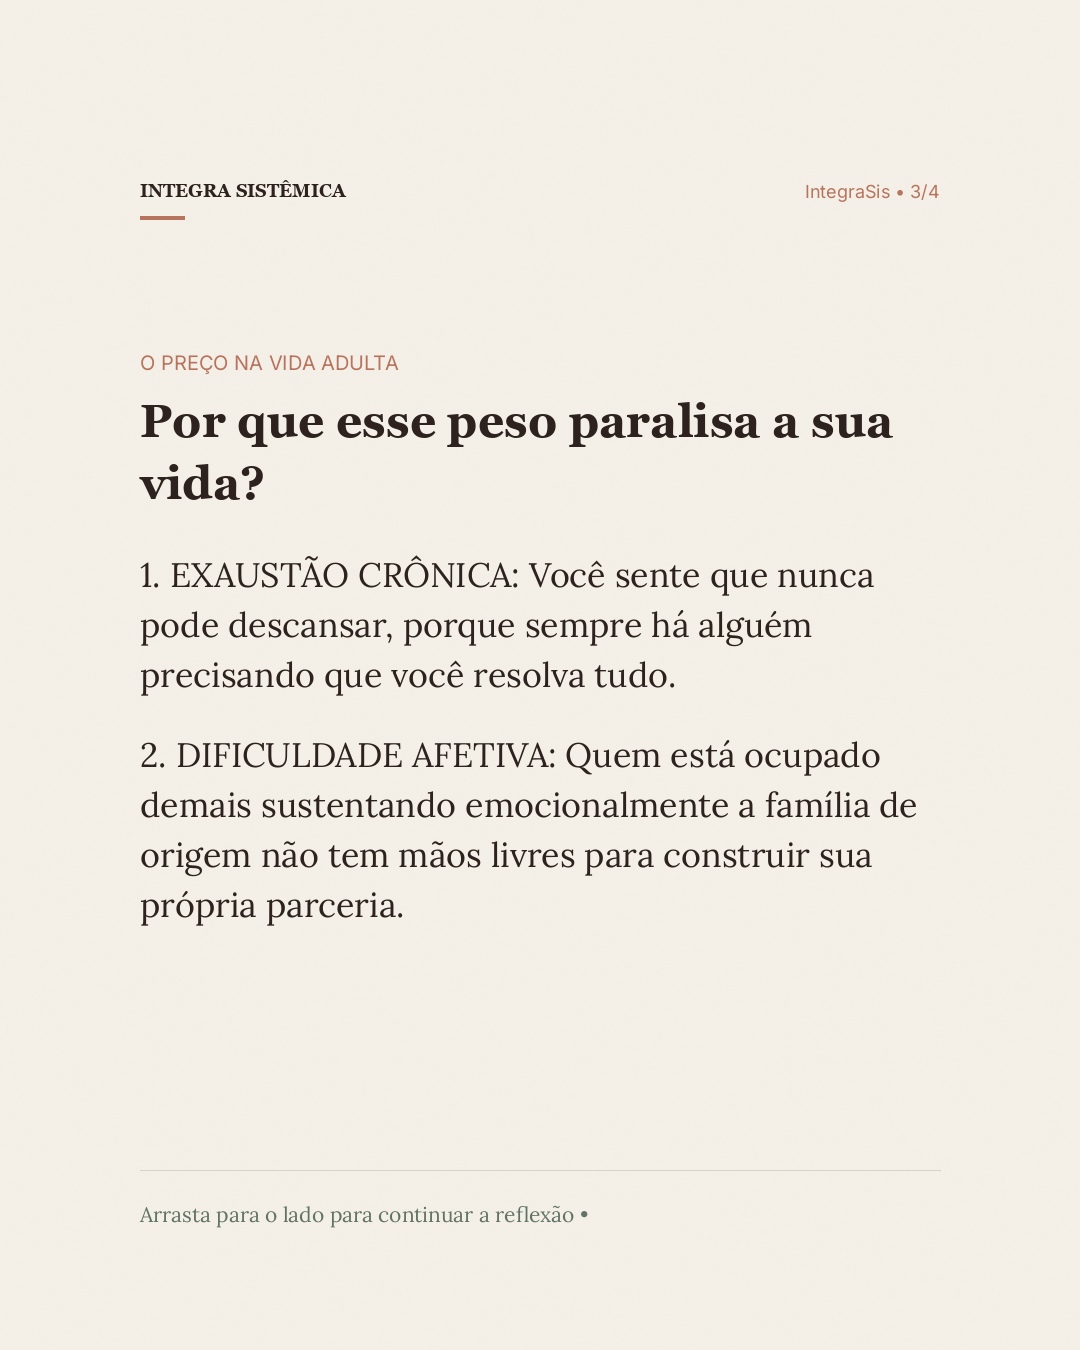 INTEGRA SISTÊMICA
IntegraSis • 3/4
O PREÇO NA VIDA ADULTA
Por que esse peso paralisa a sua
vida?
1. EXAUSTÃO CRÔNICA: Você sente que nunca
pode descansar, porque sempre há alguém
precisando que você resolva tudo.
2. DIFICULDADE AFETIVA: Quem está ocupado
demais sustentando emocionalmente a família de
origem não tem mãos livres para construir sua
própria parceria.
Arrasta para o lado para continuar a reflexão •